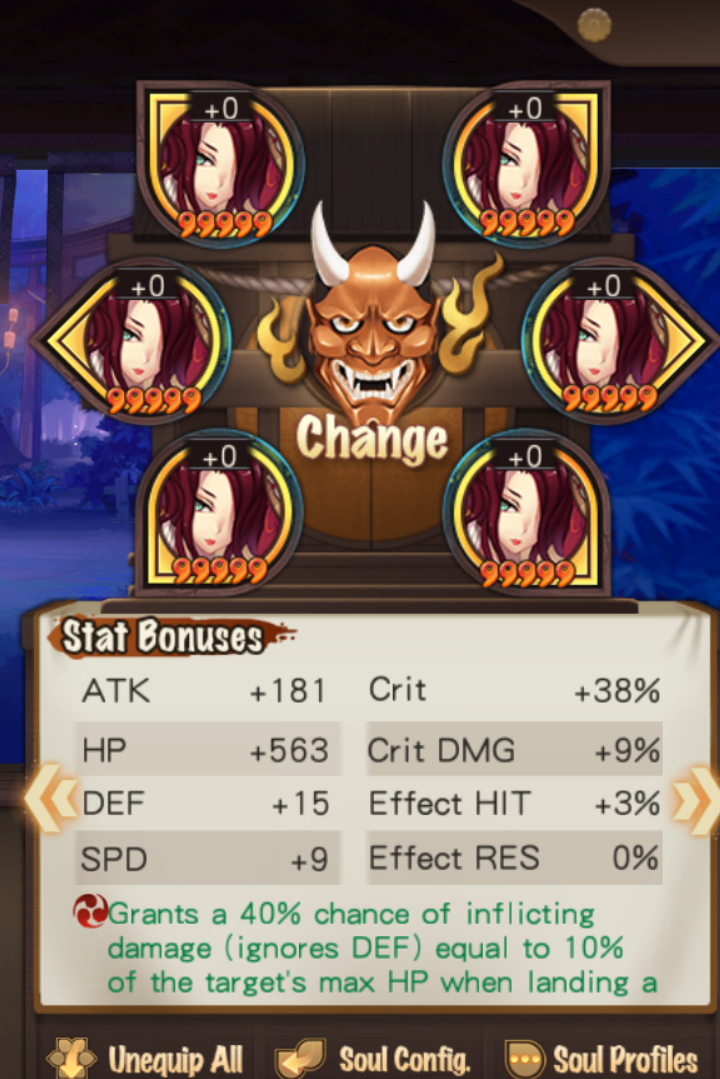 +0
+0
99999
99999
+0
+0
99999
99999
Change
+0
+0
99999
99999
Stat Bonuses
ATK +181 Crit +38%
HP +563 Crit DMG +9%
DEF +15 Effect HIT +3%
SPD +9 Effect RES 0%
Grants a 40% chance of inflicting
damage (ignores DEF) equal to 10%
of the target's max HP when landing a
Unequip All Soul Config. Soul Profiles